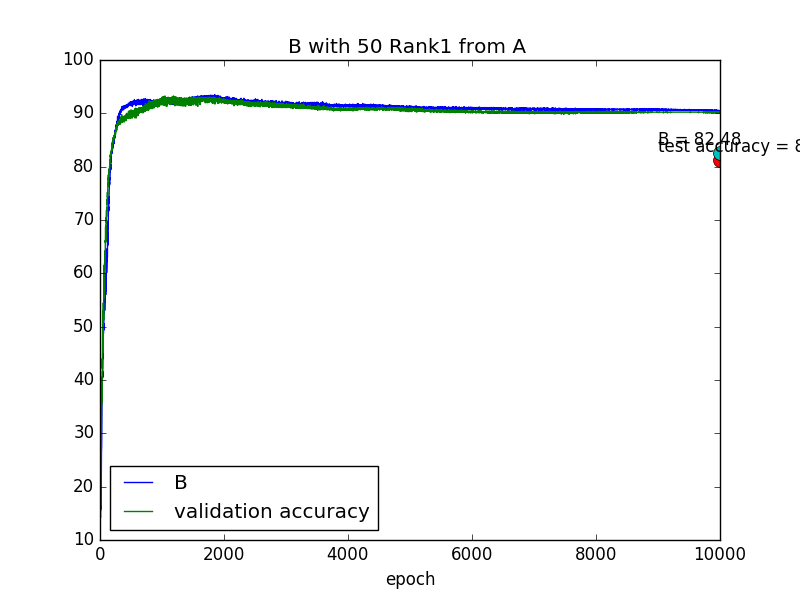 B with 50 Rank1 from A
100
90
80
70
60
50
40
30
20
10
B = 82.48
test accuracy = 8
B
validation accuracy
0
2000
4000
6000
8000
10000
epoch